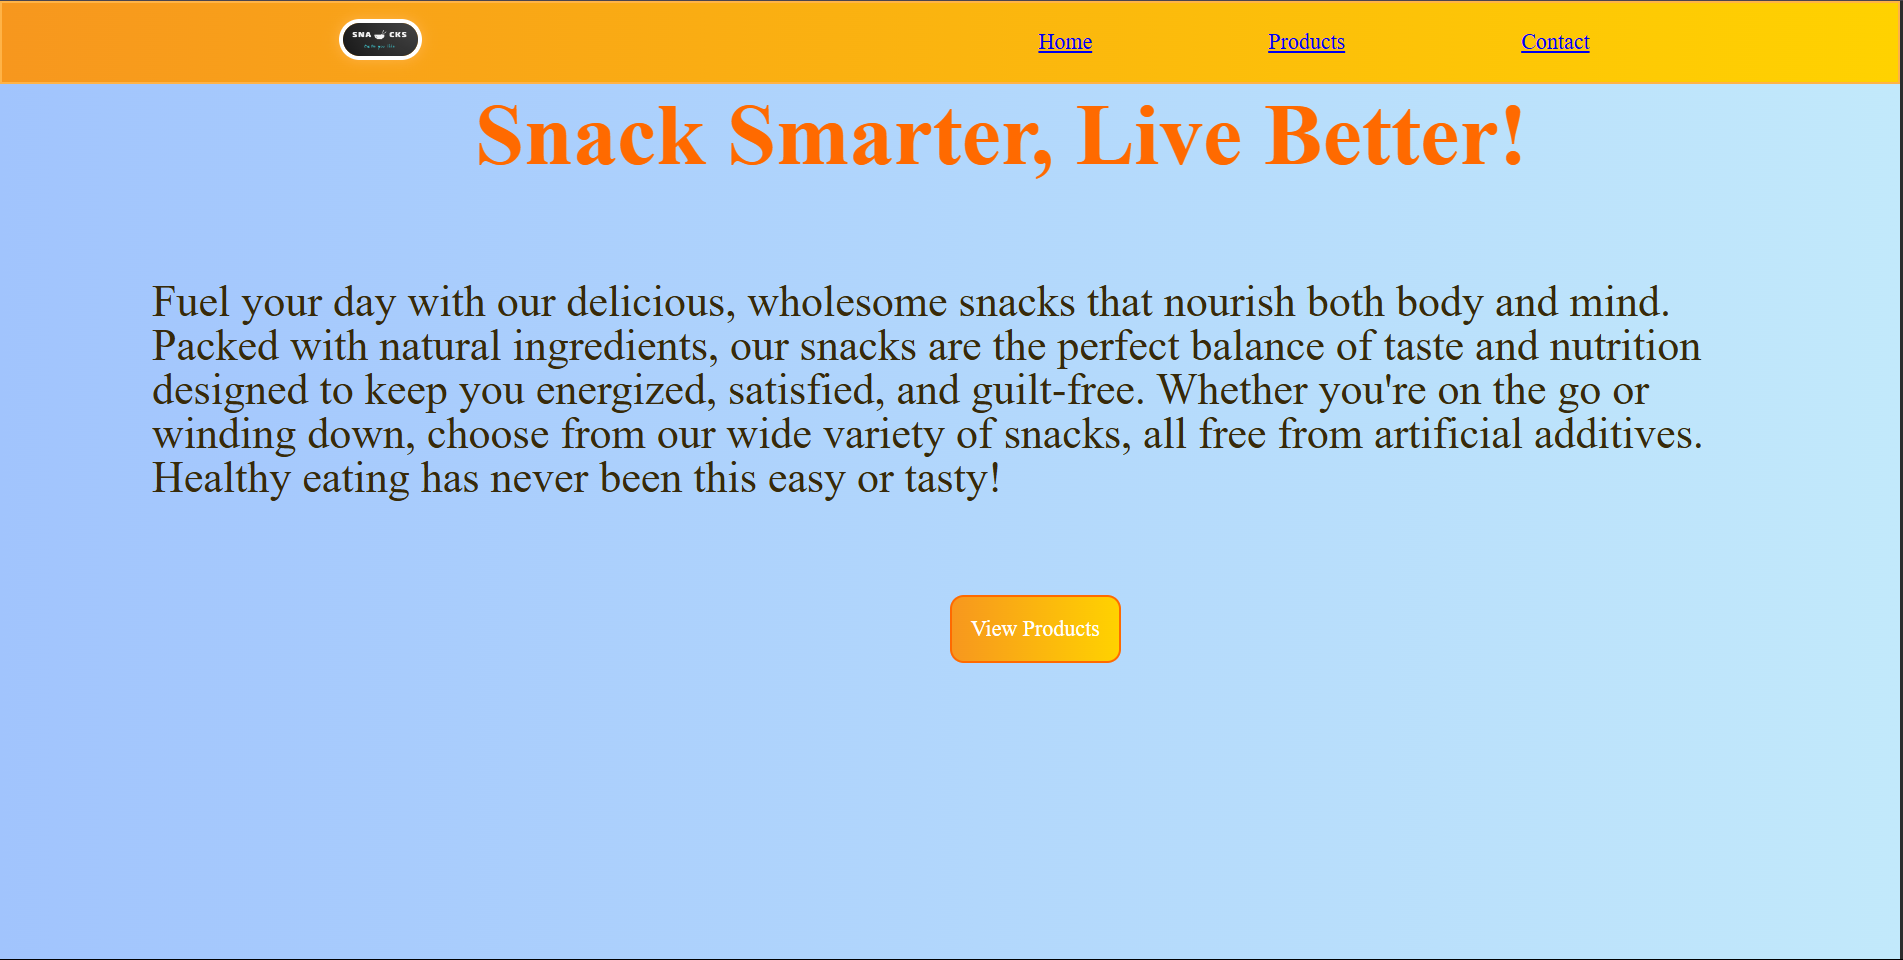 SNA CKS
Home
Products
Contact
Snack Smarter, Live Better!
Fuel your day with our delicious, wholesome snacks that nourish both body and mind.
Packed with natural ingredients, our snacks are the perfect balance of taste and nutrition
designed to keep you energized, satisfied, and guilt-free. Whether you're on the go or
winding down, choose from our wide variety of snacks, all free from artificial additives.
Healthy eating has never been this easy or tasty!
View Products